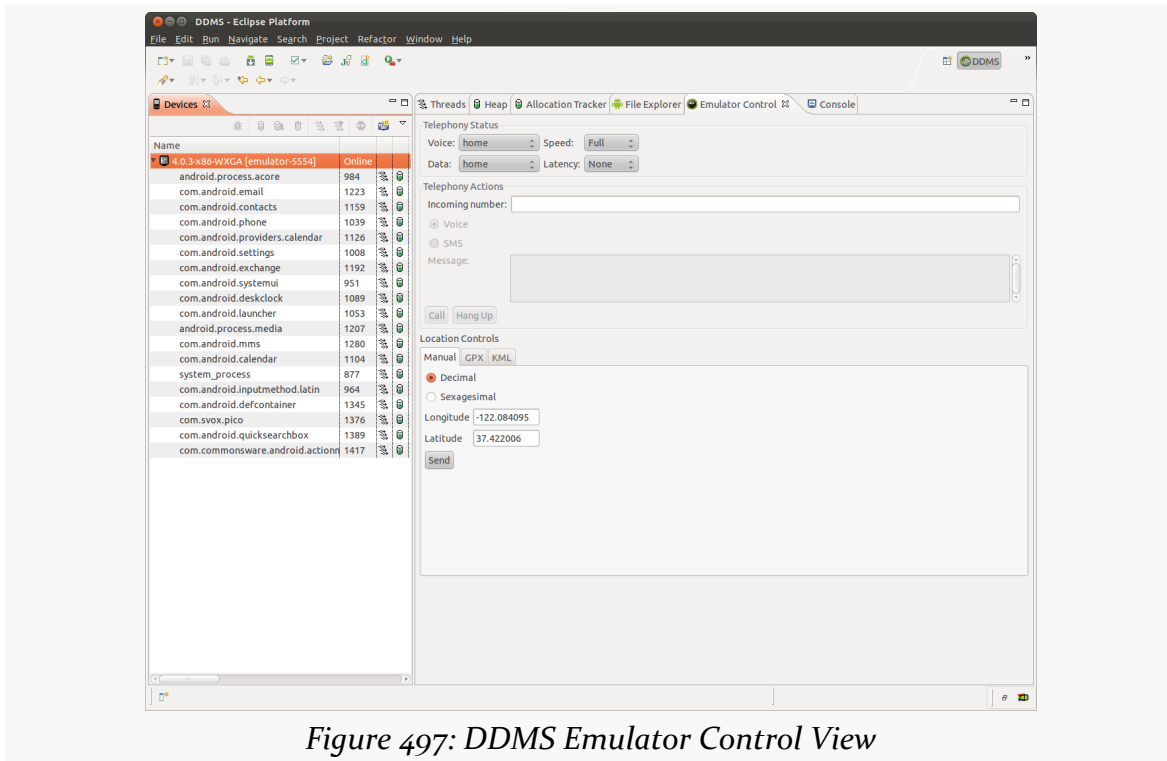 DDMS - Eclipse Platform
File Edit Run Navigate Search Project Refactor Window Help
DDMS »
Devices
Name
4.0.3-x86-WXGA [emulator-5554] Online
android.process.acore 984
com.android.email 1223
com.android.contacts 1159
com.android.phone 1039
com.android.providers.calendar 1126
com.android.settings 1008
com.android.exchange 1192
com.android.systemui 951
com.android.deskclock 1089
com.android.launcher 1053
android.process.media 1207
com.android.mms 1280
com.android.calendar 1104
system_process 877
com.android.inputmethod.latin 964
com.android.defcontainer 1345
com.svox.pico 1376
com.android.quicksearchbox 1389
com.commonsware.android.actionn 1417
Threads Heap Allocation Tracker File Explorer Emulator Control Console
Telephony Status
Voice: home Speed: Full
Data: home Latency: None
Telephony Actions
Incoming number:
Voice
SMS
Message:
Call Hang Up
Location Controls
Manual GPX KML
Decimal
Sexagesimal
Longitude -122.084095
Latitude 37.422006
Send
Figure 497: DDMS Emulator Control View